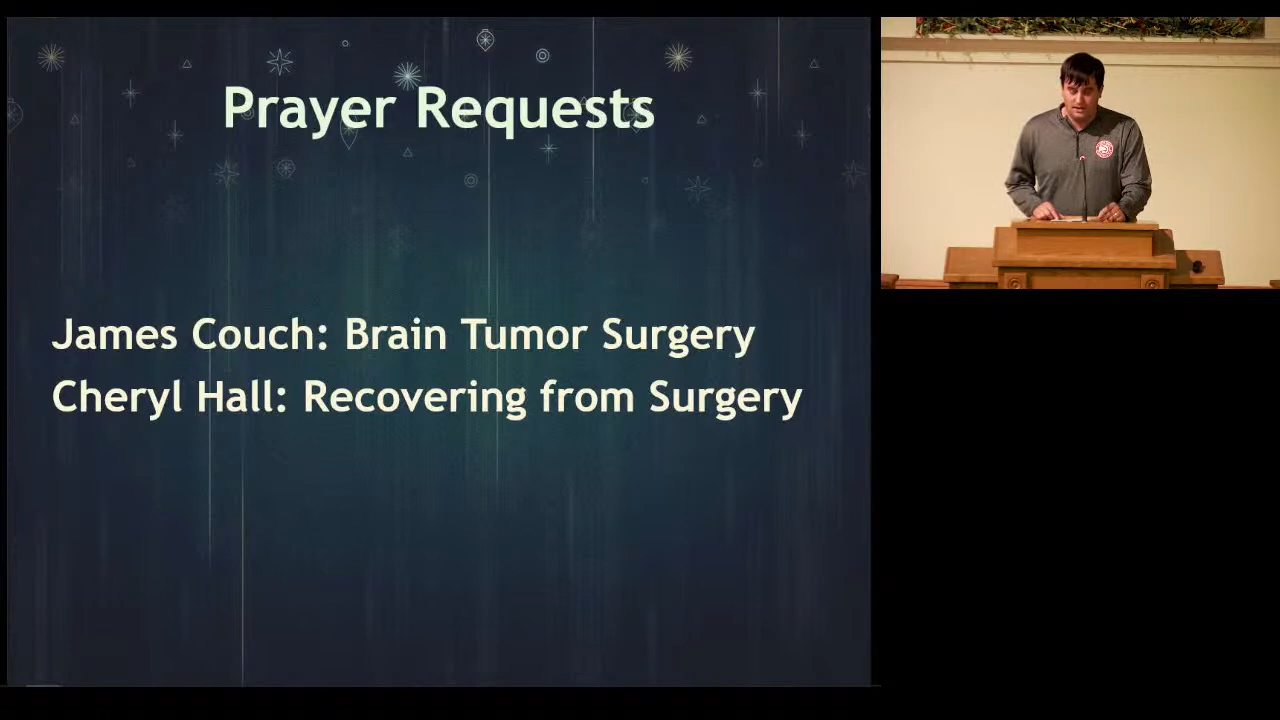 Prayer Requests
James Couch: Brain Tumor Surgery
Cheryl Hall: Recovering from Surgery